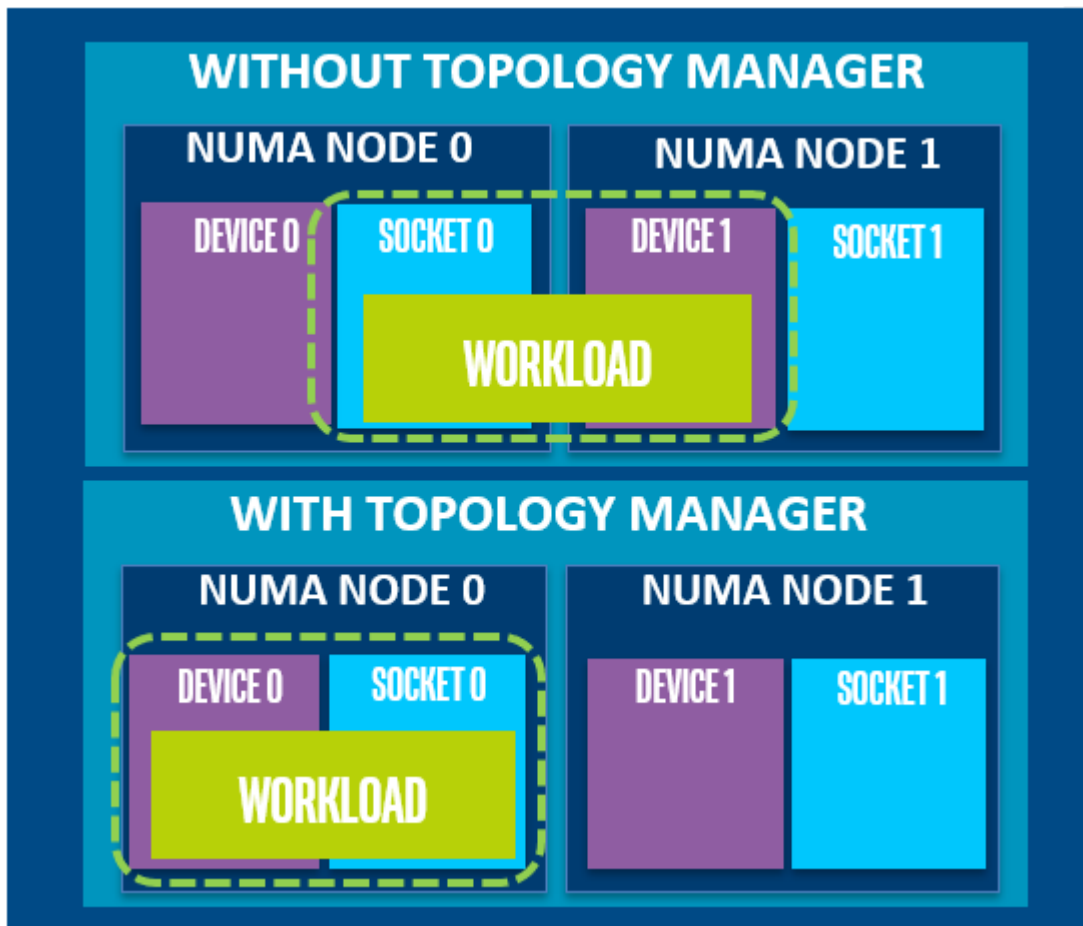 WITHOUT TOPOLOGY MANAGER
NUMA NODE 0
NUMA NODE 1
DEVICE 0
SOCKET 0
DEVICE 1
SOCKET 1
WORKLOAD
WITH TOPOLOGY MANAGER
NUMA NODE 0
NUMA NODE 1
DEVICE 0
SOCKET 0
DEVICE 1
SOCKET 1
WORKLOAD